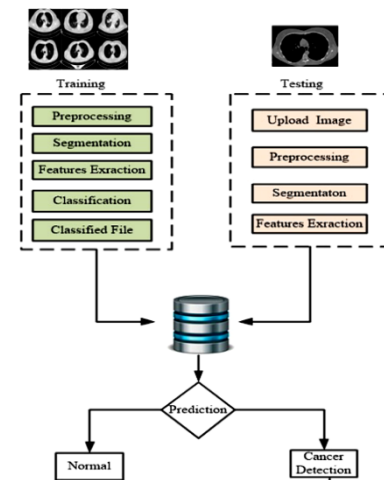 Training
Testing
Preprocessing
Segmentation
Features Exraction
Classification
Classified File
Upload Image
Preprocessing
Segmentaton
Features Exraction
Prediction
Normal
Cancer
Detection